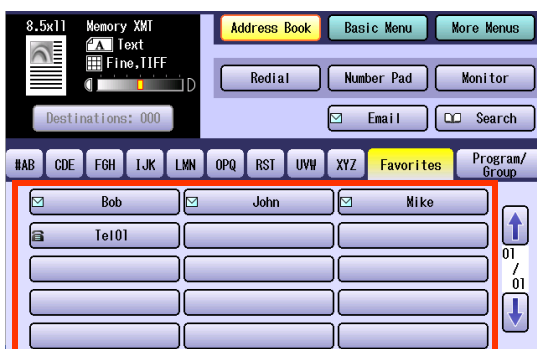 8.5x11 Memory XMT
A Text
Fine,TIFF
D
Destinations: 000
Address Book Basic Menu More Menus
Redial Number Pad Monitor
Email Search
#AB CDE FGH IJK LMN OPQ RST UVW XYZ Favorites Program/
Group
Bob John Mike
Tel01
01
/
01